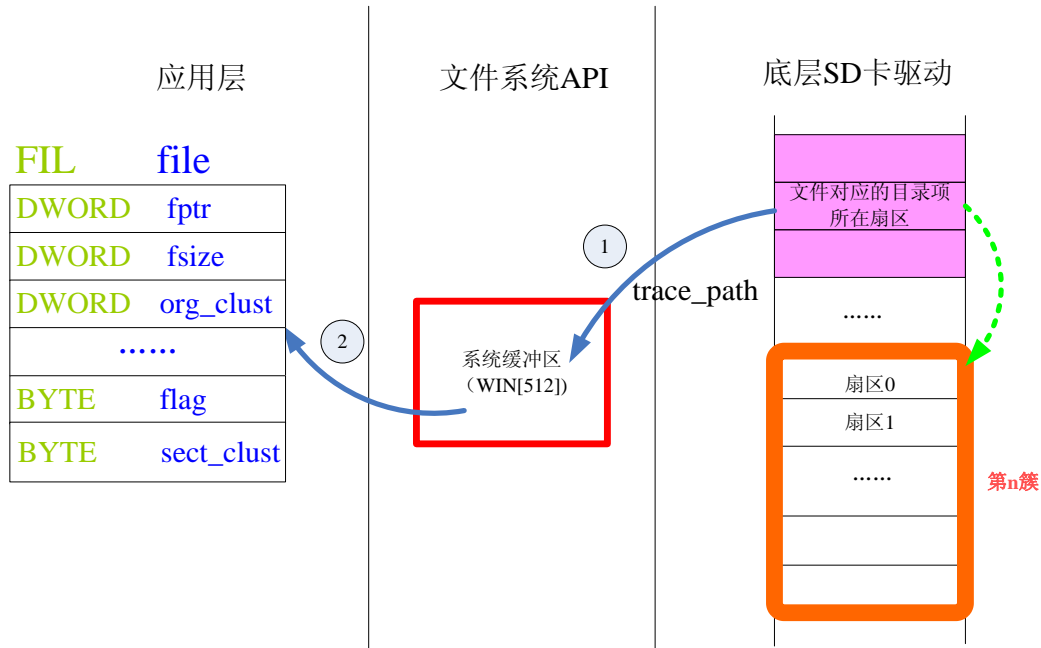 应用层
文件系统API
底层SD卡驱动
FIL file
DWORD fptr
DWORD fsize
DWORD org_clust
……
BYTE flag
BYTE sect_clust
2
系统缓冲区
（WIN[512])
1
trace_path
文件对应的目录项
所在扇区
……
扇区0
扇区1
……
第n簇